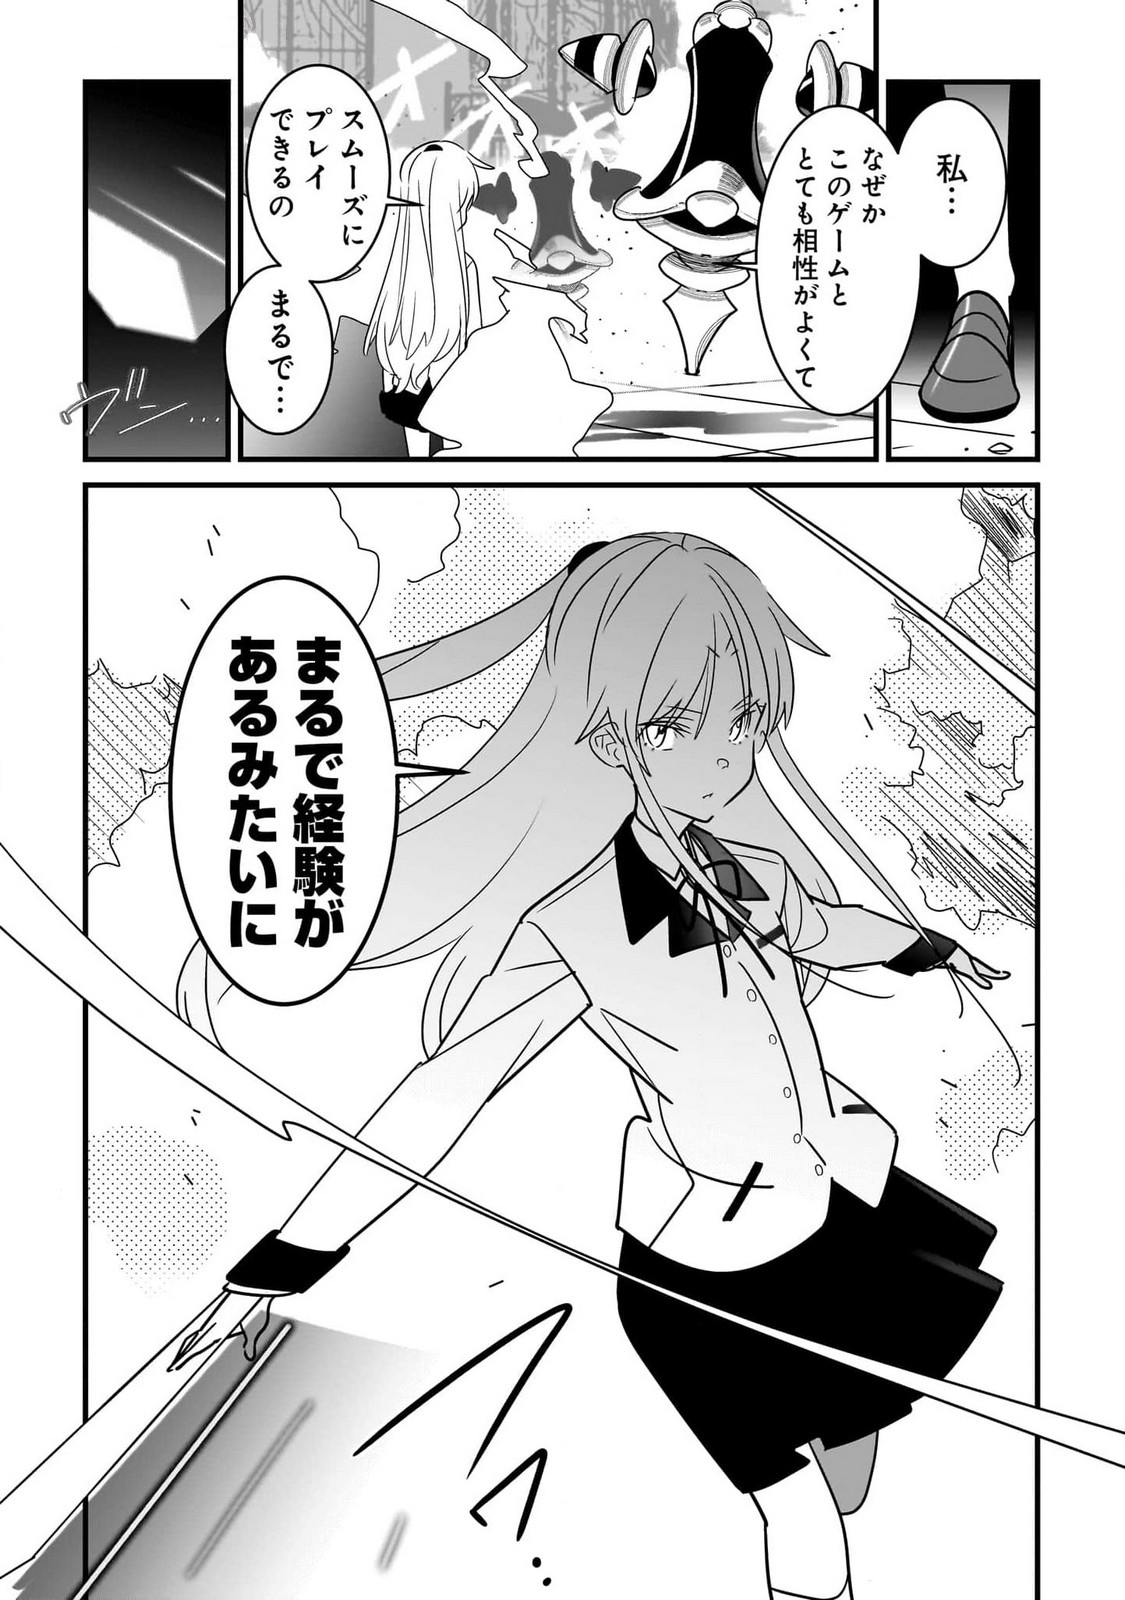 私…
なぜか
このゲームと
とても相性がよくて
スムーズに
プレイ
できるの
まるで…
ヴン…
まるで経験が
あるみたいに